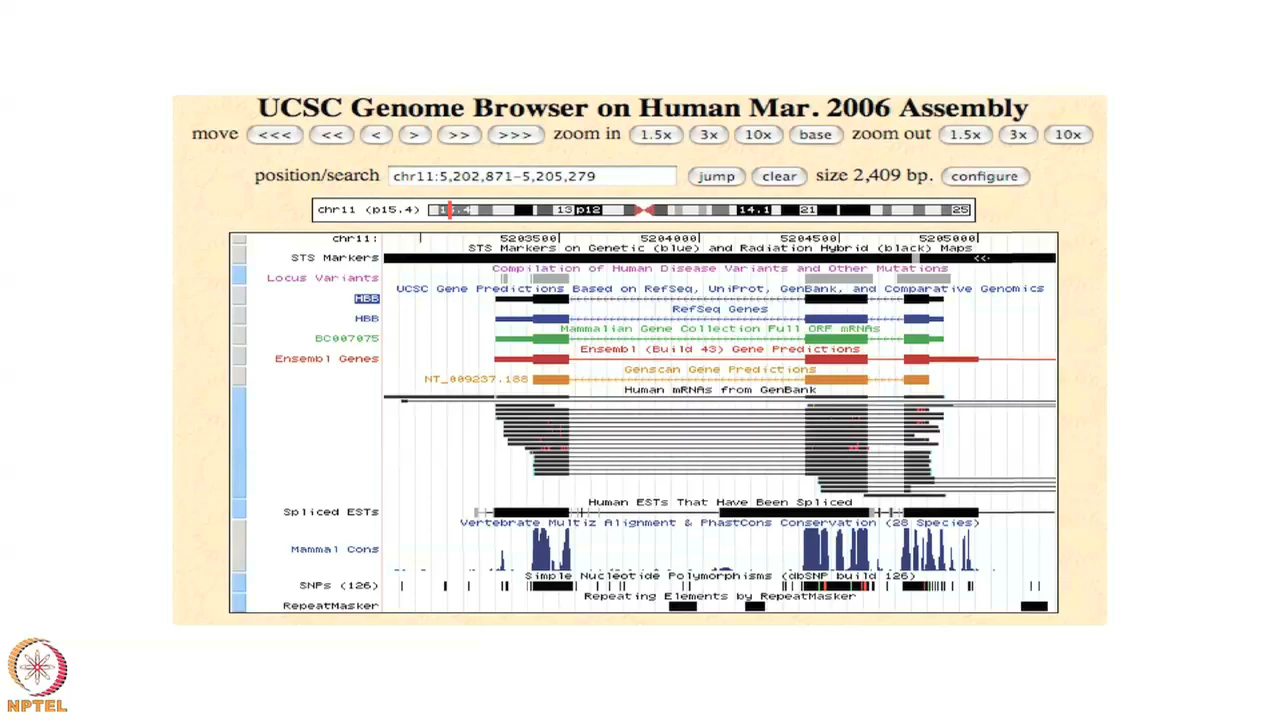 UCSC Genome Browser on Human Mar. 2006 Assembly
move <<< << < > >> >>> zoom in 1.5x 3x 10x base zoom out 1.5x 3x 10x
position/search chr11:5,202,871-5,205,279 jump clear size 2,409 bp. configure
chr11 (p15.4) 13 p12 14.1 21 25
chr11: 5203500 5204000 5204500 5205000
STS Markers on Genetic (blue) and Radiation Hybrid (black) Maps
STS Markers
Compilation of Human Disease Variants and Other Mutations
Locus Variants
UCSC Gene Predictions Based on RefSeq, UniProt, GenBank, and Comparative Genomics
HBB
RefSeq Genes
HBB
Mammalian Gene Collection Full ORF mRNAs
BC007075
Ensembl (Build 43) Gene Predictions
Ensembl Genes
Genscan Gene Predictions
NT_009237.188
Human mRNAs from GenBank
Human ESTs That Have Been Spliced
Spliced ESTs
Vertebrate Multiz Alignment & PhastCons Conservation (28 Species)
Mammal Cons
Simple Nucleotide Polymorphisms (dbSNP build 126)
SNPs (126)
Repeating Elements by RepeatMasker
RepeatMasker
NPTEL